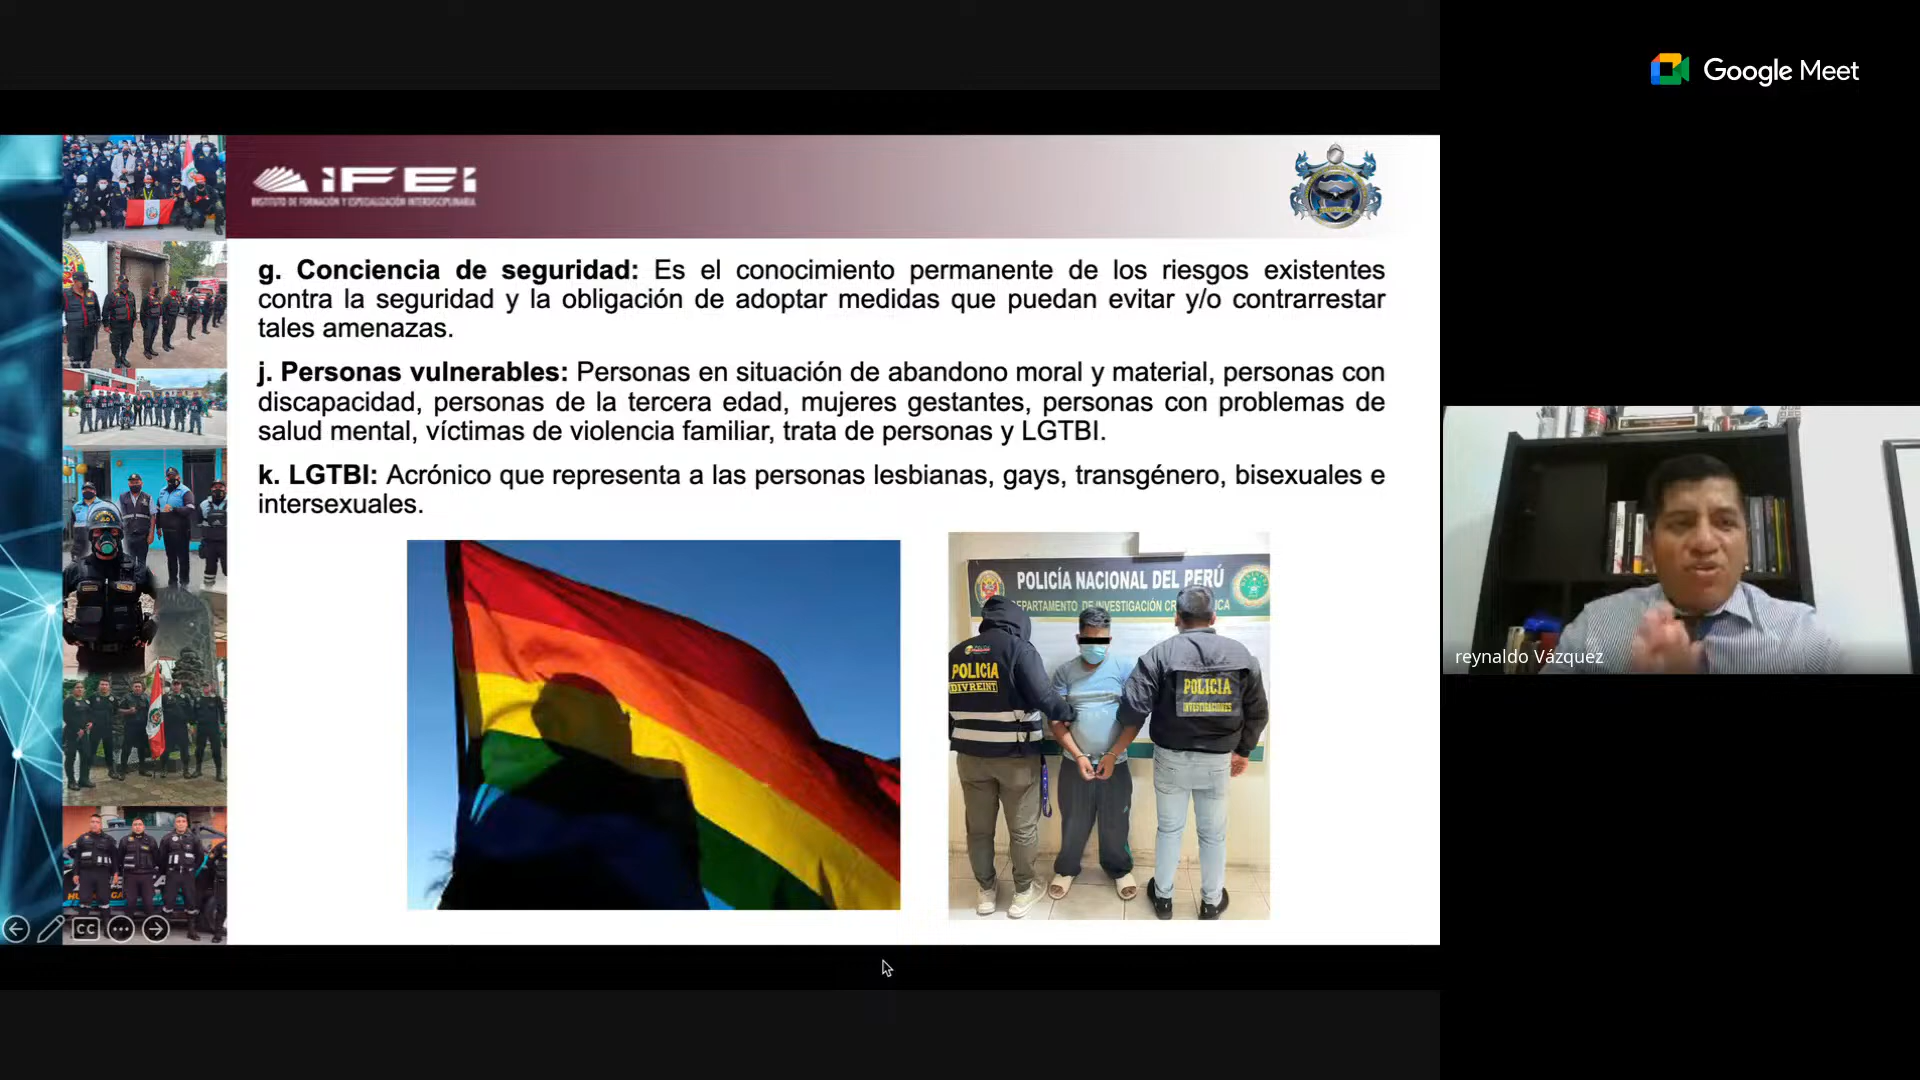 Google Meet
iFEi
INSTITUTO DE FORMACIÓN Y ESPECIALIZACIÓN INTERDISCIPLINARIA
g. Conciencia de seguridad: Es el conocimiento permanente de los riesgos existentes
contra la seguridad y la obligación de adoptar medidas que puedan evitar y/o contrarrestar
tales amenazas.
j. Personas vulnerables: Personas en situación de abandono moral y material, personas con
discapacidad, personas de la tercera edad, mujeres gestantes, personas con problemas de
salud mental, víctimas de violencia familiar, trata de personas y LGTBI.
k. LGTBI: Acrónico que representa a las personas lesbianas, gays, transgénero, bisexuales e
intersexuales.
POLICÍA NACIONAL DEL PERÚ
DEPARTAMENTO DE INVESTIGACIÓN
POLICIA
DIVREINT
POLICIA
INVESTIGACIONES
reynaldo Vázquez
CC